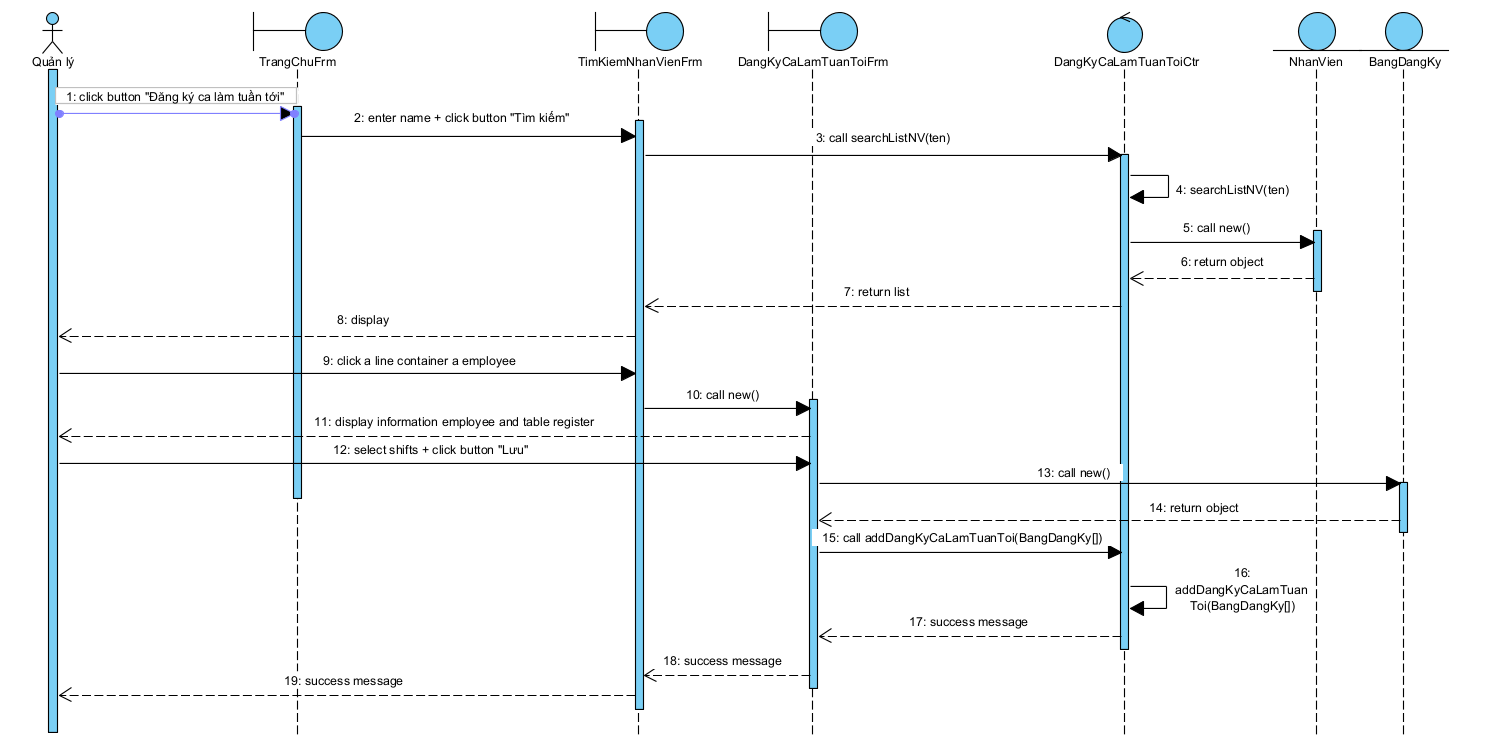 Quản lý
TrangChuFrm
TimKiemNhanVienFrm
DangKyCaLamTuanToiFrm
DangKyCaLamTuanToiCtr
NhanVien
BangDangKy
1: click button "Đăng ký ca làm tuần tới"
2: enter name + click button "Tìm kiếm"
3: call searchListNV(ten)
4: searchListNV(ten)
5: call new()
6: return object
7: return list
8: display
9: click a line container a employee
10: call new()
11: display information employee and table register
12: select shifts + click button "Lưu"
13: call new()
14: return object
15: call addDangKyCaLamTuanToi(BangDangKy[])
16:
addDangKyCaLamTuan
Toi(BangDangKy[])
17: success message
18: success message
19: success message